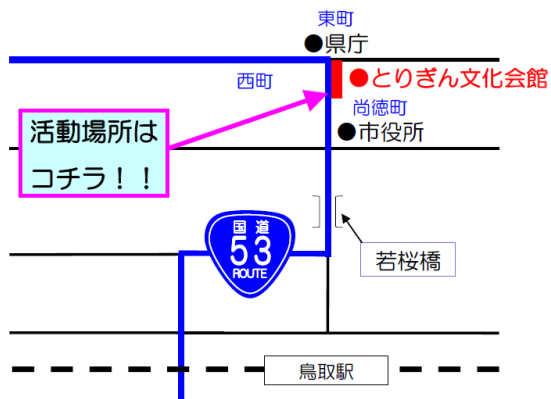 東町
●県庁
西町
●とりぎん文化会館
尚徳町
●市役所
活動場所は
コチラ！！
国道
53
ROUTE
若桜橋
鳥取駅